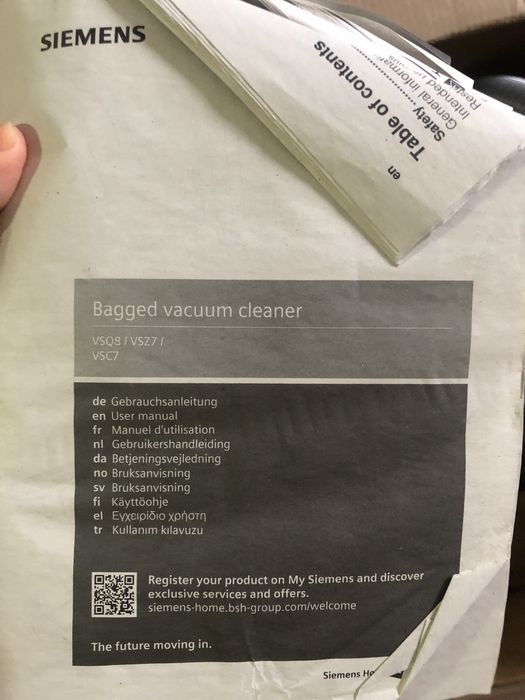 SIEMENS
en
Table of contents
Safety
General informa
Intended
Bagged vacuum cleaner
VSQ8 / VSZ7 /
VSC7
de Gebrauchsanleitung
en User manual
fr Manuel d'utilisation
nl Gebruikershandleiding
da Betjeningsvejledning
no Bruksanvisning
sv Bruksanvisning
fi Käyttöohje
el Εγχειρίδιο χρήστη
tr Kullanım kılavuzu
Register your product on My Siemens and discover
exclusive services and offers.
siemens-home.bsh-group.com/welcome
The future moving in.
Siemens Ho